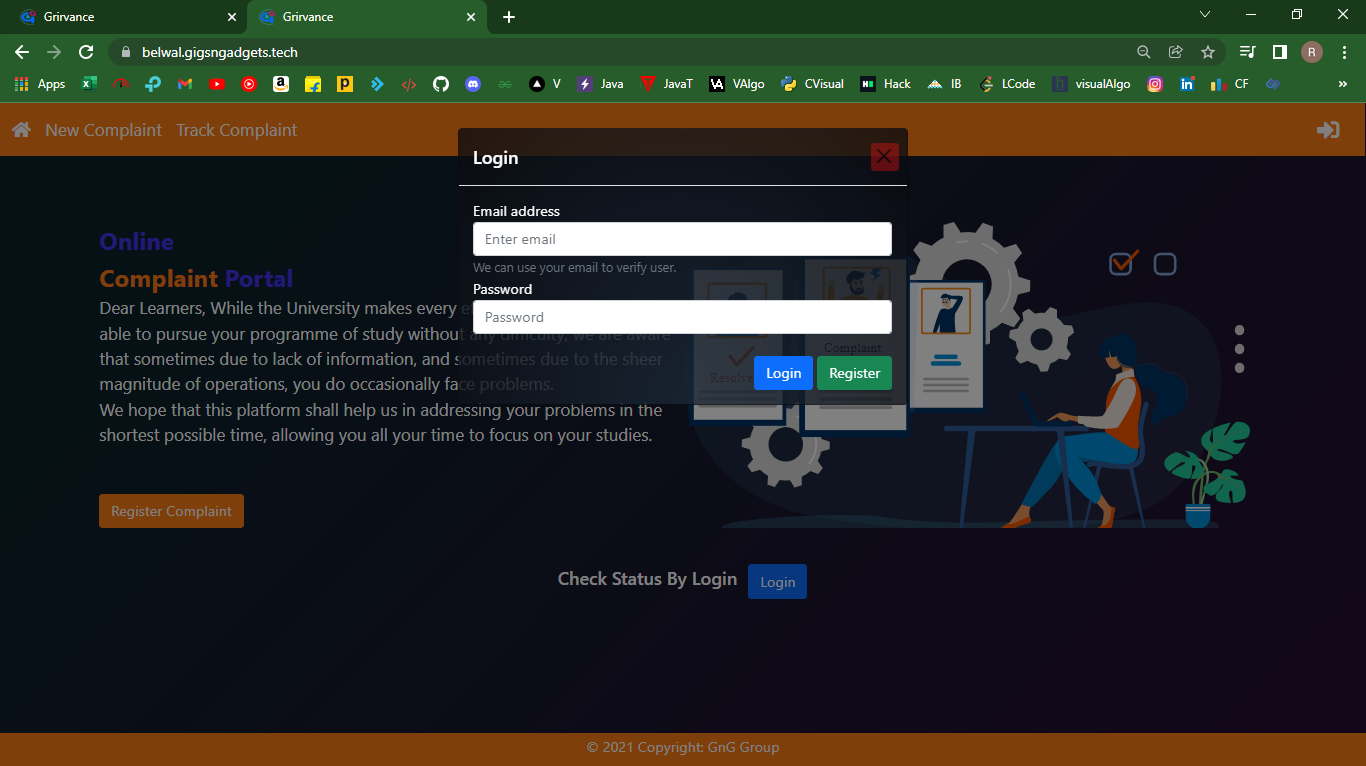 Grirvance
Grirvance
belwal.gigsngadgets.tech
R
Apps
V
Java
JavaT
VAlgo
CVisual
Hack
IB
LCode
visualAlgo
CF
New Complaint Track Complaint
Login
Email address
Enter email
We can use your email to verify user.
Password
Password
Login Register
Online
Complaint Portal
Dear Learners, While the University makes every
able to pursue your programme of study without any difficulty, we are aware
that sometimes due to lack of information, and sometimes due to the sheer
magnitude of operations, you do occasionally face problems.
We hope that this platform shall help us in addressing your problems in the
shortest possible time, allowing you all your time to focus on your studies.
Complaint
Register Complaint
Check Status By Login Login
© 2021 Copyright: GnG Group